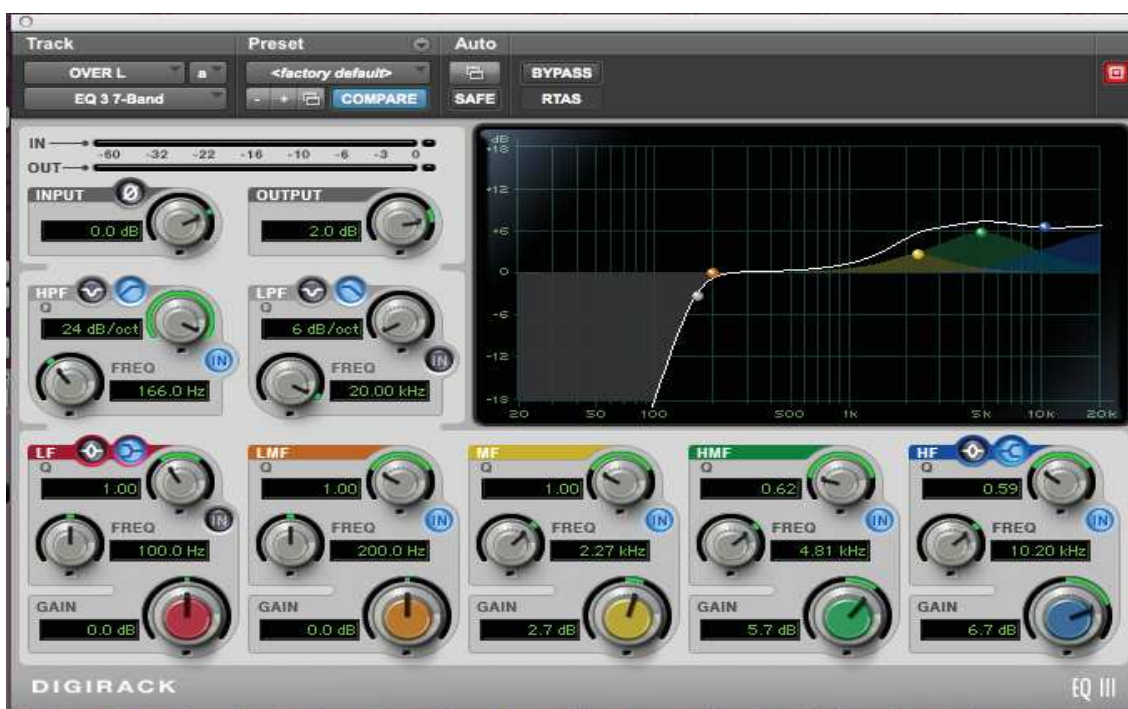 Track Preset Auto
OVER L a <factory default> BYPASS
EQ 3 7-Band - + COMPARE SAFE RTAS
IN
-60 -32 -22 -16 -10 -6 -3 0
OUT
INPUT Ø OUTPUT
0.0 dB 2.0 dB
HPF LPF
Q Q
24 dB/oct 6 dB/oct
IN IN
FREQ FREQ
166.0 Hz 20.00 kHz
dB
+18
+12
+6
0
-6
-12
-18
20 50 100 500 1K 5K 10K 20K
LF LMF MF HMF HF
Q Q Q Q Q
1.00 1.00 1.00 0.62 0.59
IN IN IN IN IN
FREQ FREQ FREQ FREQ FREQ
100.0 Hz 200.0 Hz 2.27 kHz 4.81 kHz 10.20 kHz
GAIN GAIN GAIN GAIN GAIN
0.0 dB 0.0 dB 2.7 dB 5.7 dB 6.7 dB
DIGIRACK EQ III